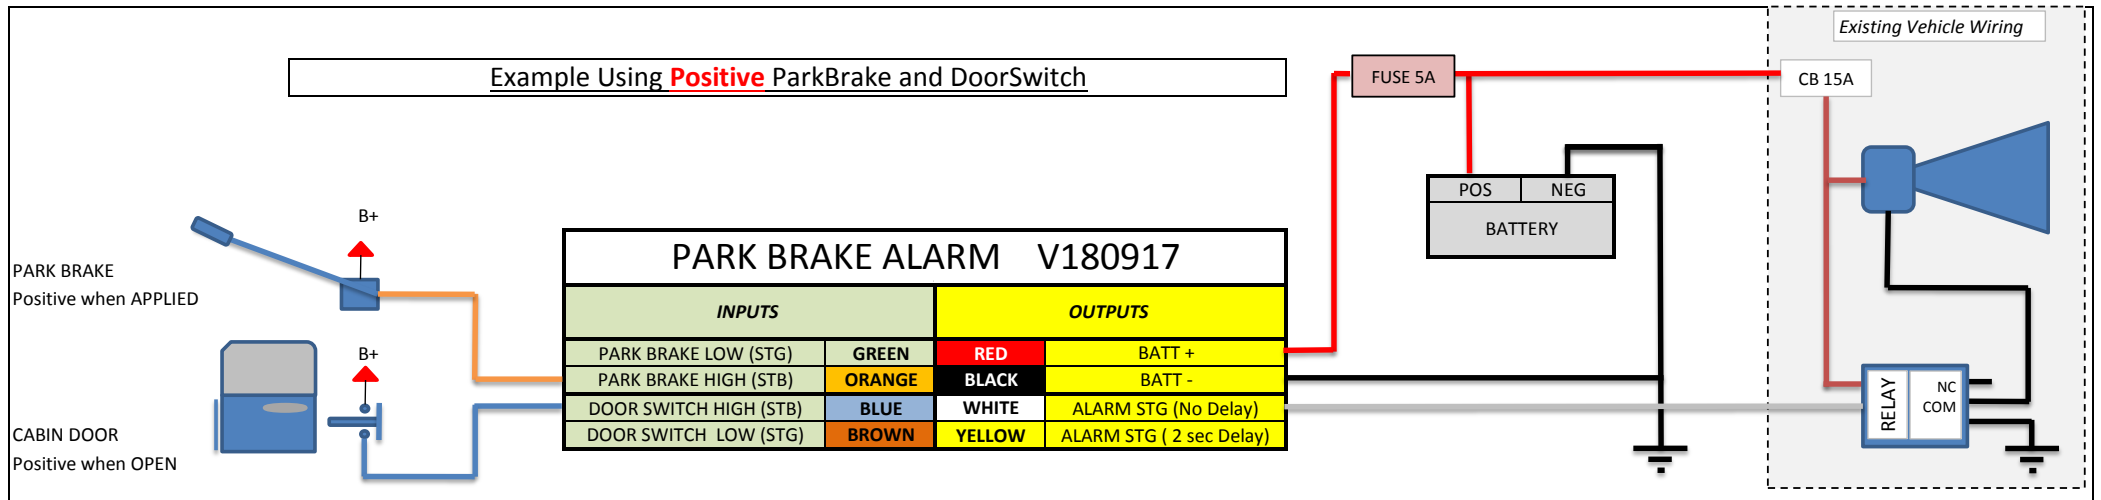 Existing Vehicle Wiring
Example Using Positive ParkBrake and DoorSwitch
FUSE 5A
CB 15A
POS NEG
BATTERY
B+
PARK BRAKE
Positive when APPLIED
B+
CABIN DOOR
Positive when OPEN
PARK BRAKE ALARM V180917
INPUTS OUTPUTS
PARK BRAKE LOW (STG) GREEN RED BATT +
PARK BRAKE HIGH (STB) ORANGE BLACK BATT -
DOOR SWITCH HIGH (STB) BLUE WHITE ALARM STG (No Delay)
DOOR SWITCH LOW (STG) BROWN YELLOW ALARM STG ( 2 sec Delay)
RELAY
NC
COM